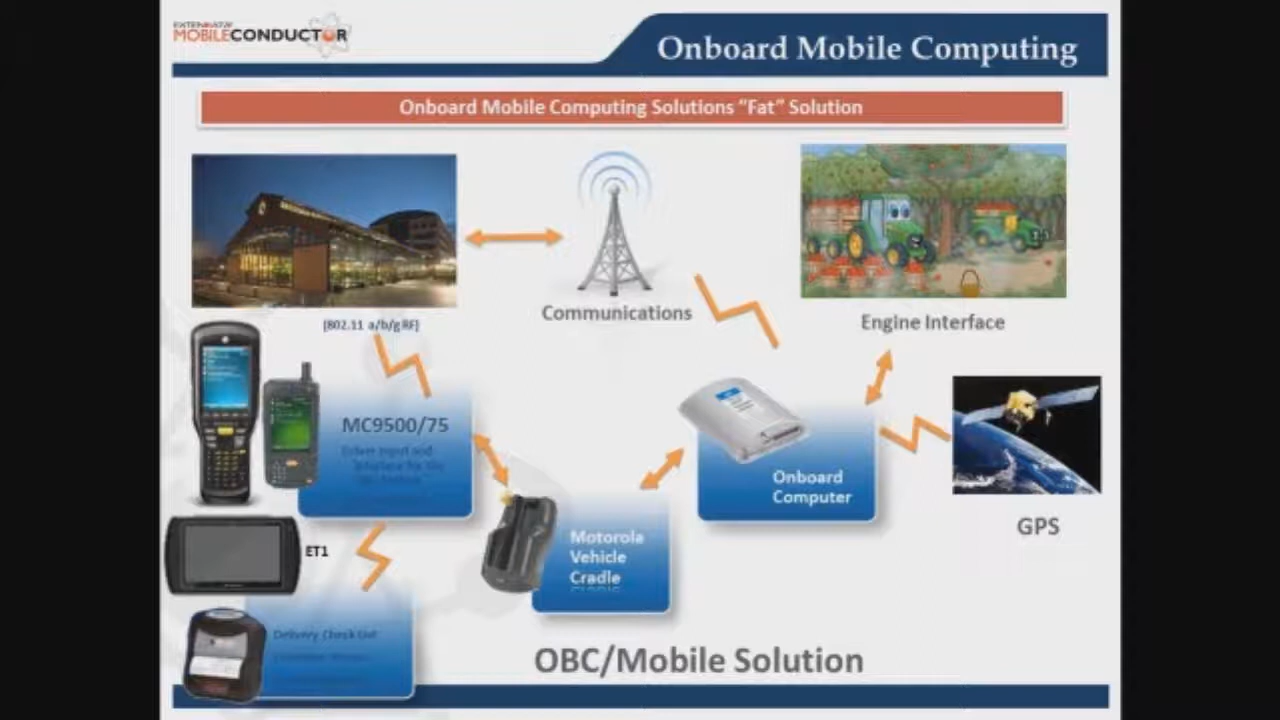 EXTENSIVE
MOBILECONDUCTOR
Onboard Mobile Computing
Onboard Mobile Computing Solutions “Fat” Solution
(802.11 a/b/g RF)
Communications
Engine Interface
MC9500/75
Onboard
Computer
GPS
ET1
Motorola
Vehicle
Cradle
Delivery Check Out
OBC/Mobile Solution